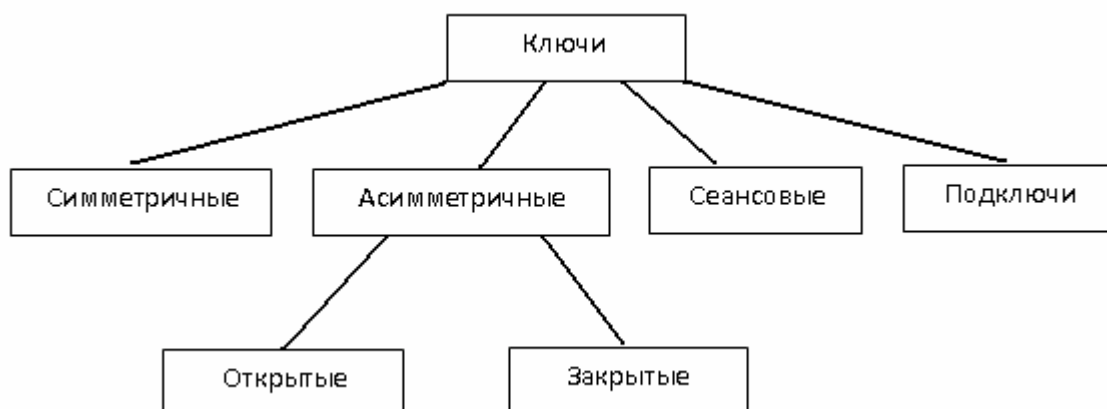 Ключи
Симметричные
Асимметричные
Сеансовые
Подключи
Открытые
Закрытые